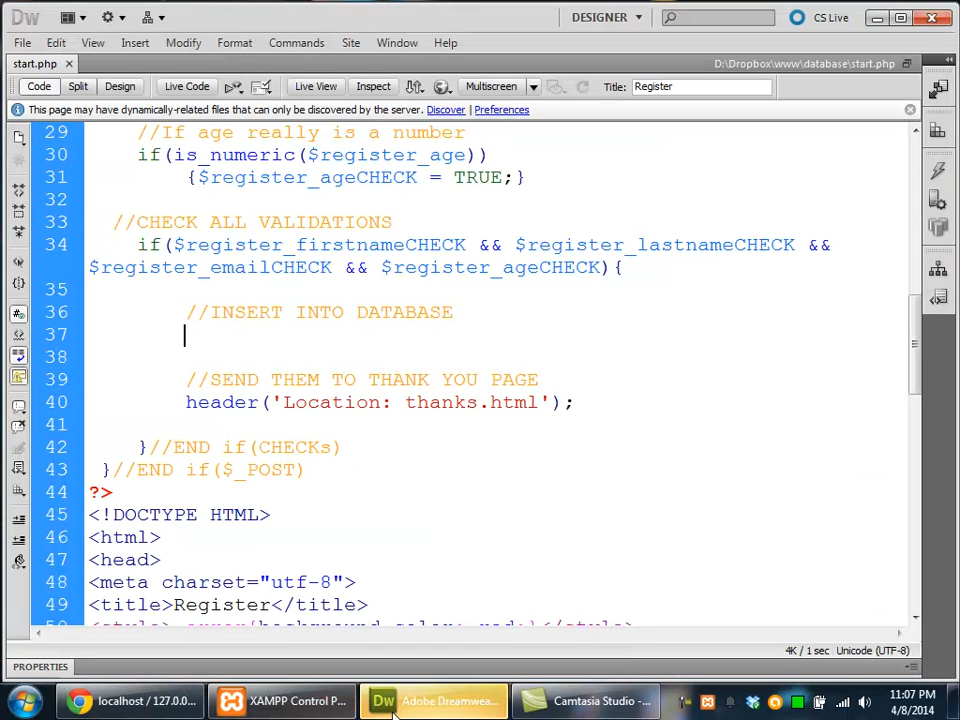 Dw
DESIGNER
CS Live
File Edit View Insert Modify Format Commands Site Window Help
start.php
D:\Dropbox\www\database\start.php
Code Split Design Live Code Live View Inspect Multiscreen Title: Register
This page may have dynamically-related files that can only be discovered by the server. Discover | Preferences
29 //If age really is a number
30 if(is_numeric($register_age))
31 {$register_ageCHECK = TRUE;}
32
33 //CHECK ALL VALIDATIONS
34 if($register_firstnameCHECK && $register_lastnameCHECK &&
$register_emailCHECK && $register_ageCHECK){
35
36 //INSERT INTO DATABASE
37
38
39 //SEND THEM TO THANK YOU PAGE
40 header('Location: thanks.html');
41
42 }//END if(CHECKs)
43 }//END if($_POST)
44 ?>
45 <!DOCTYPE HTML>
46 <html>
47 <head>
48 <meta charset="utf-8">
49 <title>Register</title>
4K / 1 sec Unicode (UTF-8)
PROPERTIES
localhost / 127.0.0... XAMPP Control P... Dw Adobe Dreamwea... Camtasia Studio -...
11:07 PM
4/8/2014